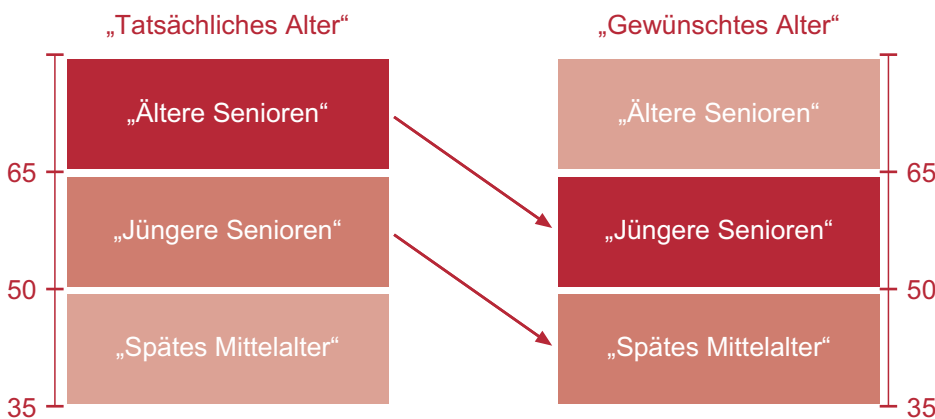 „Tatsächliches Alter“
„Gewünschtes Alter“
„Ältere Senioren“
„Ältere Senioren“
65
65
„Jüngere Senioren“
„Jüngere Senioren“
50
50
„Spätes Mittelalter“
„Spätes Mittelalter“
35
35